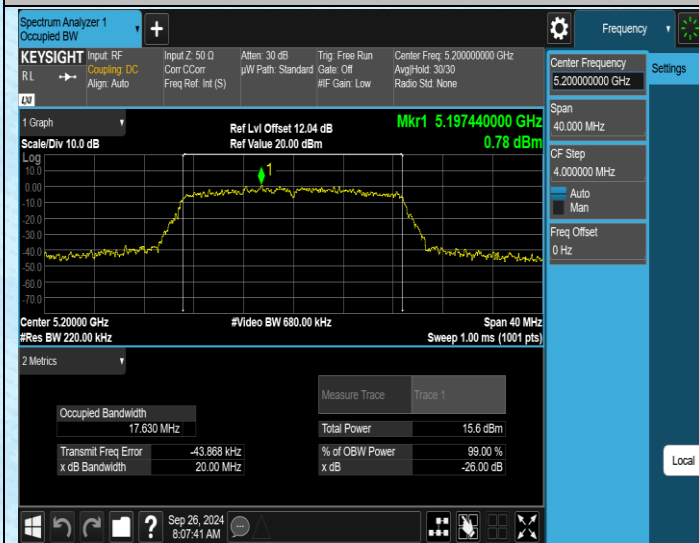 Spectrum Analyzer 1
Occupied BW
Frequency
KEYSIGHT
RL
LXI
Input: RF
Coupling: DC
Align: Auto
Input Z: 50 Ω
Corr CCorr
Freq Ref: Int (S)
Atten: 30 dB
µW Path: Standard
Trig: Free Run
Gate: Off
#IF Gain: Low
Center Freq: 5.200000000 GHz
Avg|Hold: 30/30
Radio Std: None
Center Frequency
5.200000000 GHz
Settings
Span
40.000 MHz
CF Step
4.000000 MHz
Auto
Man
Freq Offset
0 Hz
Local
1 Graph
Scale/Div 10.0 dB
Ref Lvl Offset 12.04 dB
Ref Value 20.00 dBm
Mkr1 5.197440000 GHz
0.78 dBm
Log
10.0
0.00
-10.0
-20.0
-30.0
-40.0
-50.0
-60.0
-70.0
1
Center 5.20000 GHz
#Video BW 680.00 kHz
Span 40 MHz
#Res BW 220.00 kHz
Sweep 1.00 ms (1001 pts)
2 Metrics
Measure Trace Trace 1
Occupied Bandwidth
17.630 MHz
Total Power 15.6 dBm
Transmit Freq Error -43.868 kHz
% of OBW Power 99.00 %
x dB Bandwidth 20.00 MHz
x dB -26.00 dB
?
Sep 26, 2024
8:07:41 AM